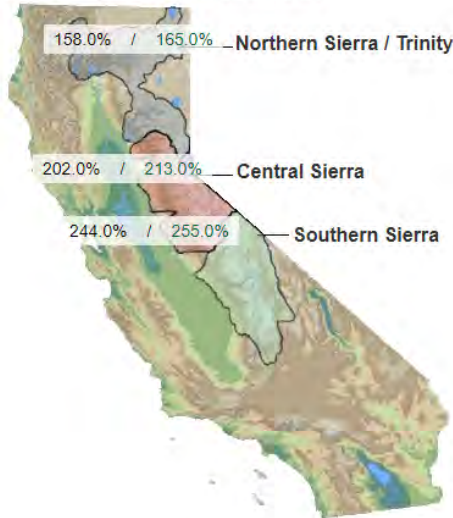 158.0% / 165.0% Northern Sierra / Trinity
202.0% / 213.0% Central Sierra
244.0% / 255.0% Southern Sierra